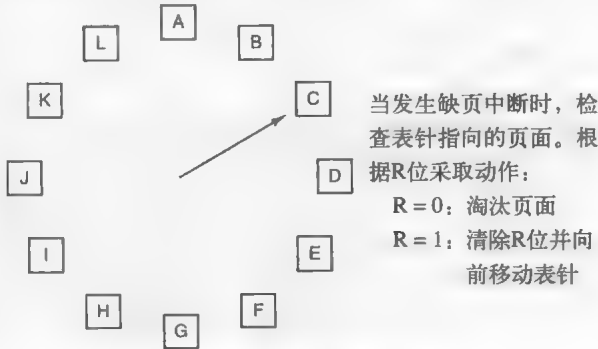 A
B
C
D
E
F
G
H
I
J
K
L
当发生缺页中断时，检
查表针指向的页面。根
据R位采取动作：
R = 0：淘汰页面
R = 1：清除R位并向
前移动表针